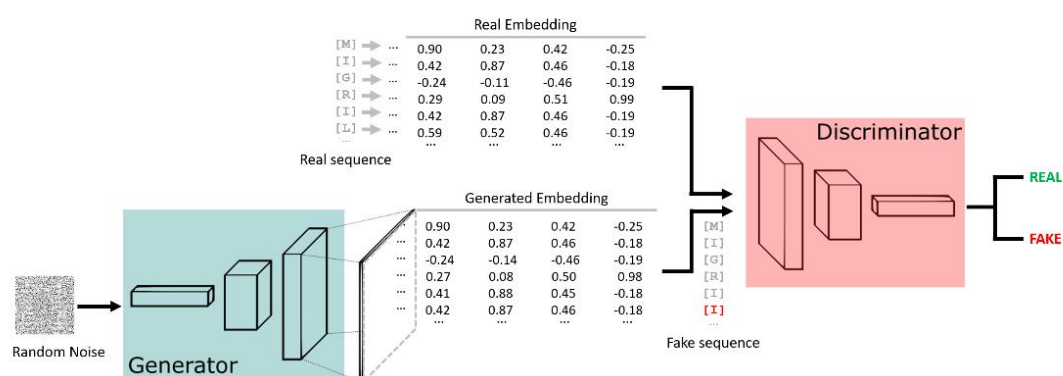 Real Embedding
[M] ... 0.90 0.23 0.42 -0.25
[I] ... 0.42 0.87 0.46 -0.18
[G] ... -0.24 -0.11 -0.46 -0.19
[R] ... 0.29 0.09 0.51 0.99
[I] ... 0.42 0.87 0.46 -0.19
[L] ... 0.59 0.52 0.46 -0.19
... ... ... ... ...
Real sequence
Generated Embedding
... 0.90 0.23 0.42 -0.25
... 0.42 0.87 0.46 -0.18
... -0.24 -0.14 -0.46 -0.19
... 0.27 0.08 0.50 0.98
... 0.41 0.88 0.45 -0.18
... 0.42 0.87 0.46 -0.18
... ... ... ...
Random Noise
Generator
[M]
[I]
[G]
[R]
[I]
[I]
...
Fake sequence
Discriminator
REAL
FAKE